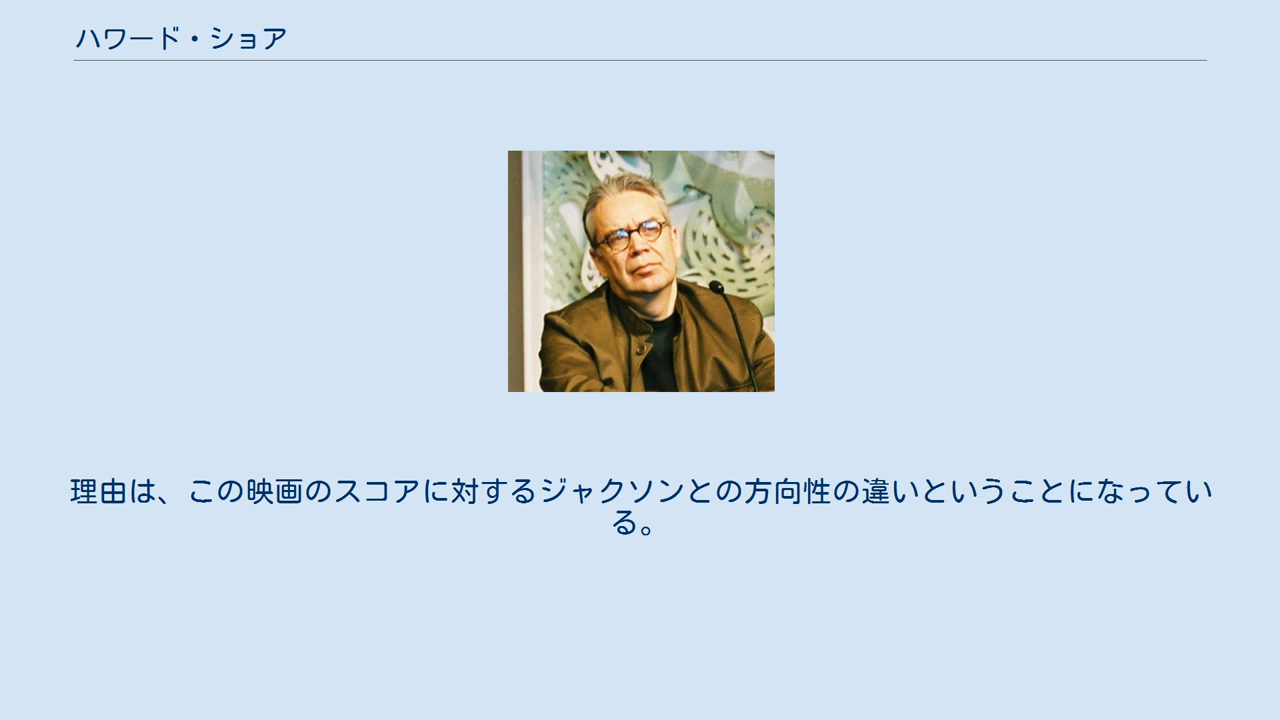 ハワード・ショア
理由は、この映画のスコアに対するジャクソンとの方向性の違いということになってい
る。